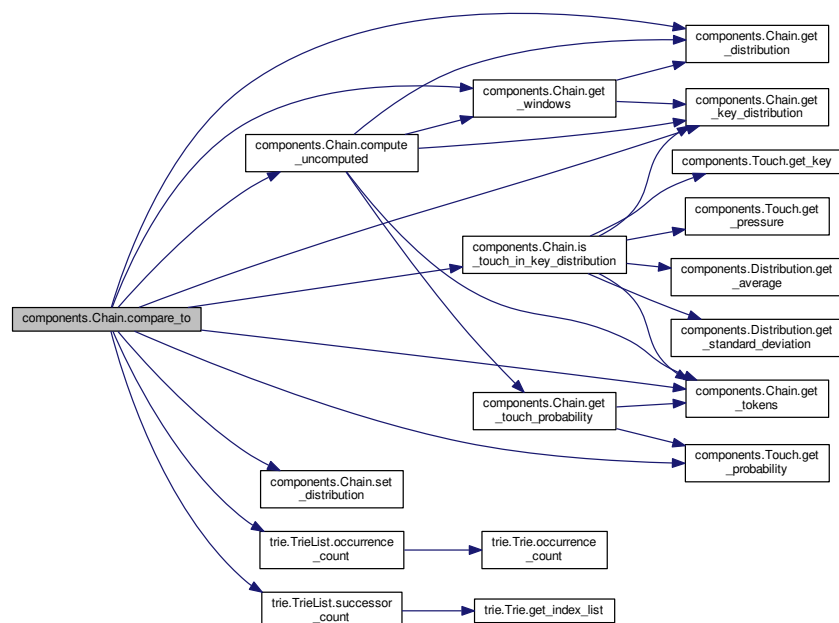 components.Chain.get
_distribution
components.Chain.get
_windows
components.Chain.get
_key_distribution
components.Chain.compute
_uncomputed
components.Touch.get_key
components.Touch.get
_pressure
components.Chain.is
_touch_in_key_distribution
components.Distribution.get
_average
components.Chain.compare_to
components.Distribution.get
_standard_deviation
components.Chain.get
_tokens
components.Chain.get
_touch_probability
components.Touch.get
_probability
components.Chain.set
_distribution
trie.TrieList.occurrence
_count
trie.Trie.occurrence
_count
trie.TrieList.successor
_count
trie.Trie.get_index_list